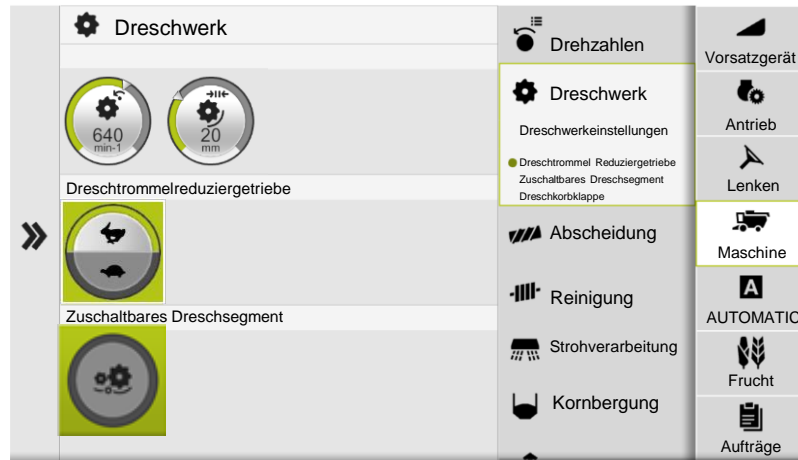 Dreschwerk
640
min-1
20
mm
Dreschtrommelreduziergetriebe
Zuschaltbares Dreschsegment
Drehzahlen
Dreschwerk
Dreschwerkeinstellungen
Dreschtrommel Reduziergetriebe
Zuschaltbares Dreschsegment
Dreschkorbklappe
Abscheidung
Reinigung
Strohverarbeitung
Kornbergung
Vorsatzgerät
Antrieb
Lenken
Maschine
A
AUTOMATIC
Frucht
Aufträge